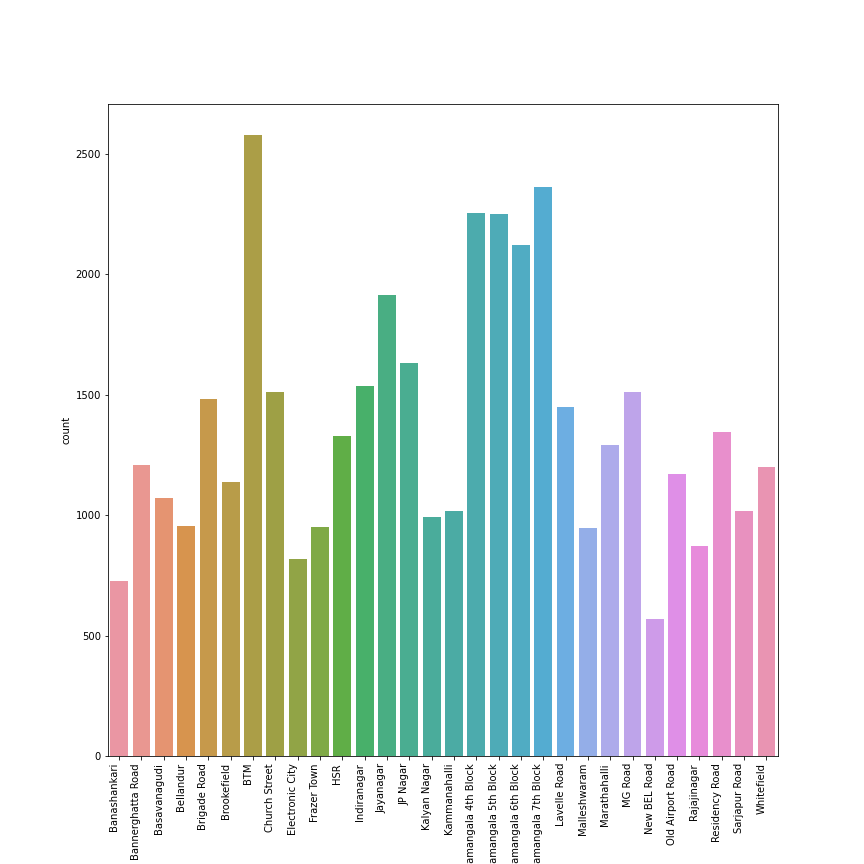 2500
2000
1500
1000
500
0
count
Banashankari
Bannerghatta Road
Basavanagudi
Bellandur
Brigade Road
Brookefield
BTM
Church Street
Electronic City
Frazer Town
HSR
Indiranagar
Jayanagar
JP Nagar
Kalyan Nagar
Kammanahalli
amangala 4th Block
amangala 5th Block
amangala 6th Block
amangala 7th Block
Lavelle Road
Malleshwaram
Marathahalli
MG Road
New BEL Road
Old Airport Road
Rajajinagar
Residency Road
Sarjapur Road
Whitefield